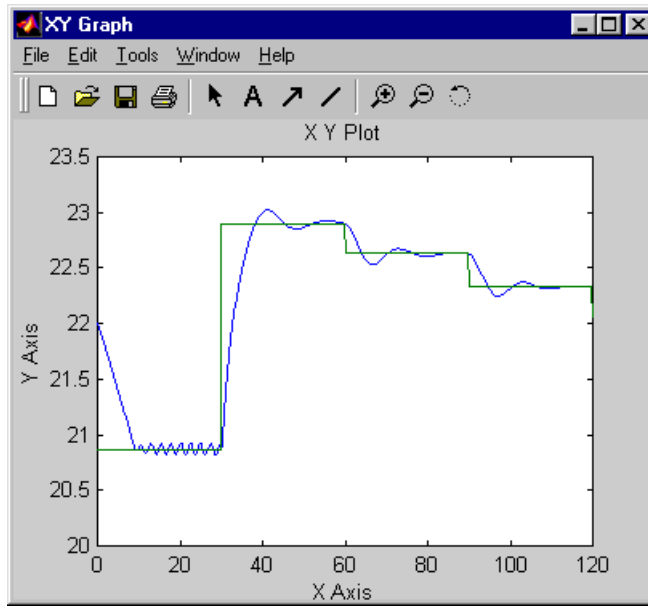 XY Graph
File Edit Tools Window Help
A
X Y Plot
23.5
23
22.5
22
21.5
21
20.5
20
Y Axis
0 20 40 60 80 100 120
X Axis